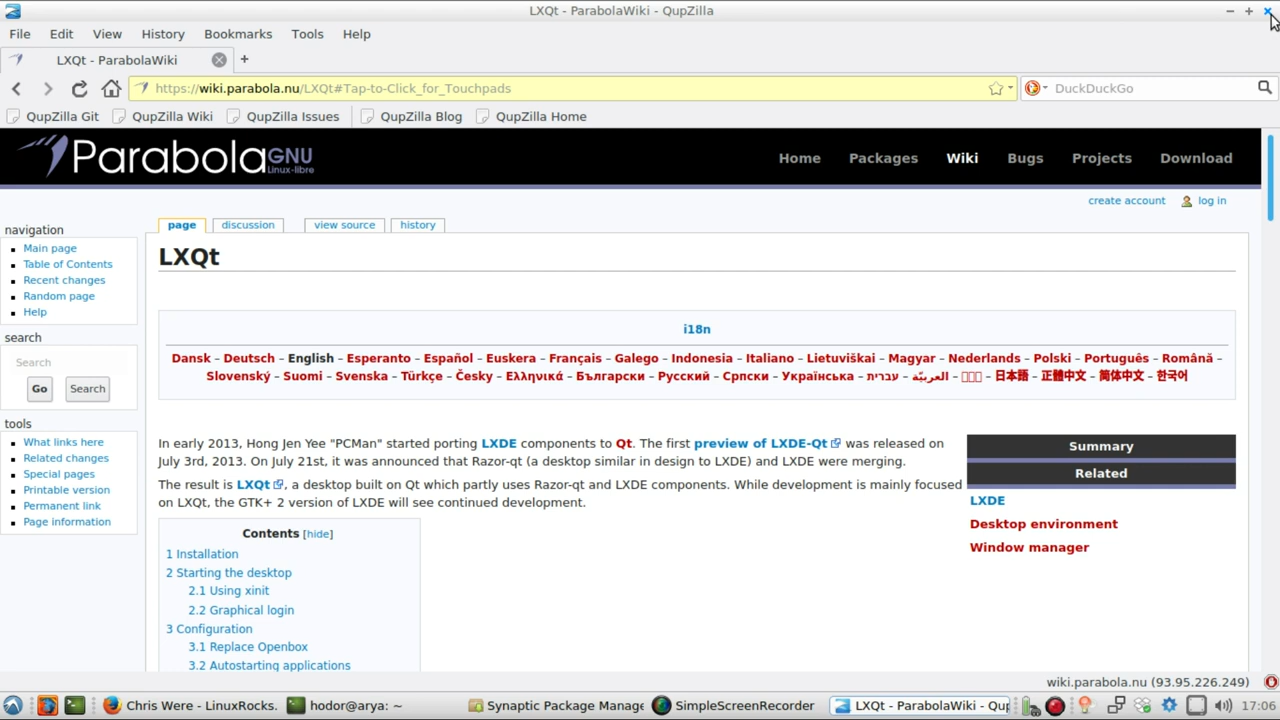 LXQt - ParabolaWiki - QupZilla
File Edit View History Bookmarks Tools Help
LXQt - ParabolaWiki
https://wiki.parabola.nu/LXQt#Tap-to-Click_for_Touchpads
DuckDuckGo
QupZilla Git QupZilla Wiki QupZilla Issues QupZilla Blog QupZilla Home
Parabola GNU Linux-libre
Home Packages Wiki Bugs Projects Download
create account log in
page discussion view source history
navigation
Main page
Table of Contents
Recent changes
Random page
Help
search
Search
Go Search
tools
What links here
Related changes
Special pages
Printable version
Permanent link
Page information
LXQt
i18n
Dansk – Deutsch – English – Esperanto – Español – Euskera – Français – Galego – Indonesia – Italiano – Lietuviškai – Magyar – Nederlands – Polski – Português – Română –
Slovenský – Suomi – Svenska – Türkçe – Česky – Ελληνικά – Български – Русский – Српски – Українська – עברית – العربيّة – – 日本語 – 正體中文 – 简体中文 – 한국어
In early 2013, Hong Jen Yee "PCMan" started porting LXDE components to Qt. The first preview of LXDE-Qt was released on
July 3rd, 2013. On July 21st, it was announced that Razor-qt (a desktop similar in design to LXDE) and LXDE were merging.
The result is LXQt, a desktop built on Qt which partly uses Razor-qt and LXDE components. While development is mainly focused
on LXQt, the GTK+ 2 version of LXDE will see continued development.
Summary
Related
LXDE
Desktop environment
Window manager
Contents [hide]
1 Installation
2 Starting the desktop
2.1 Using xinit
2.2 Graphical login
3 Configuration
3.1 Replace Openbox
3.2 Autostarting applications
wiki.parabola.nu (93.95.226.249)
Chris Were - LinuxRocks. hodor@arya: ~ Synaptic Package Manage SimpleScreenRecorder LXQt - ParabolaWiki - Qup 17:06